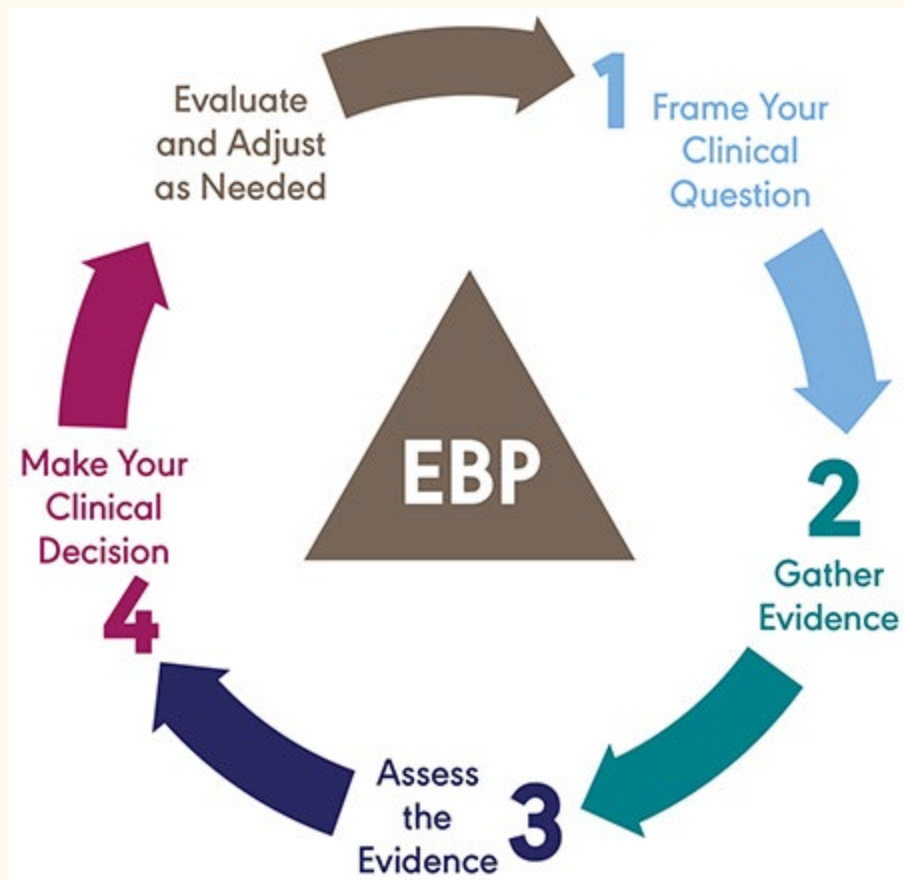 1
Frame Your
Clinical
Question
2
Gather
Evidence
3
Assess
the
Evidence
4
Make Your
Clinical
Decision
Evaluate
and Adjust
as Needed
EBP